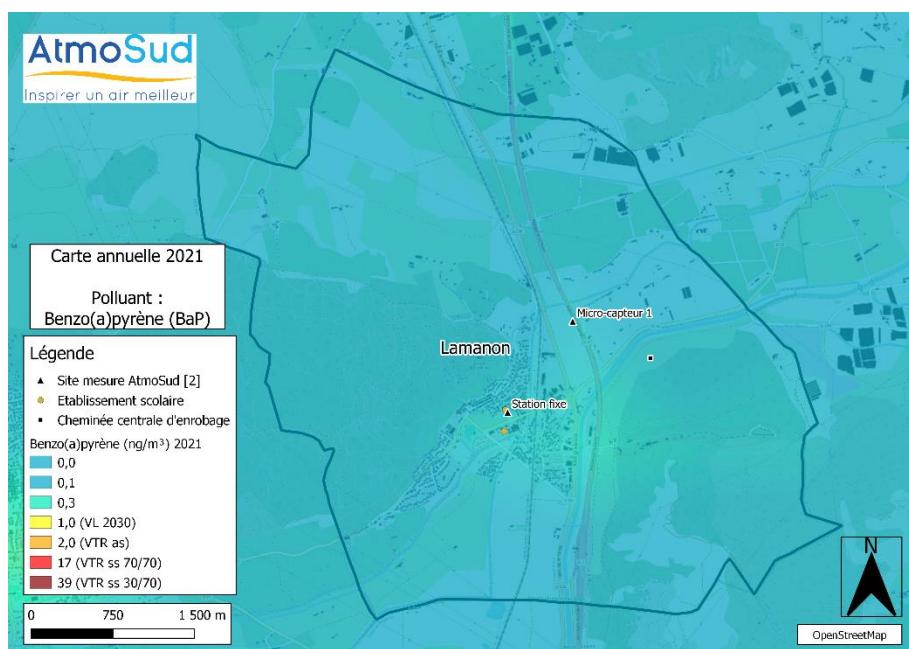 AtmoSud
Inspirer un air meilleur
Carte annuelle 2021
Polluant :
Benzo(a)pyrène (BaP)
Légende
Site mesure AtmoSud [2]
Etablissement scolaire
Cheminée centrale d'enrobage
Benzo(a)pyrène (ng/m³) 2021
0,0
0,1
0,3
1,0 (VL 2030)
2,0 (VTR as)
17 (VTR ss 70/70)
39 (VTR ss 30/70)
0 750 1 500 m
Micro-capteur 1
Lamanon
Station fixe
N
OpenStreetMap